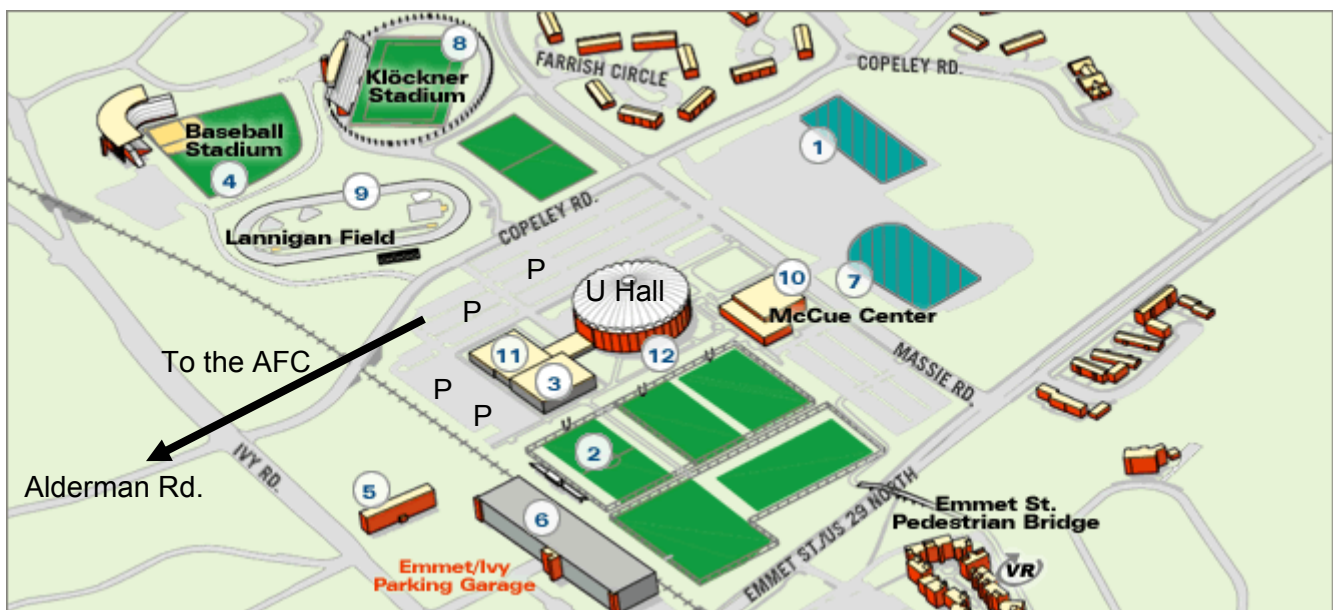 8
Klöckner
Stadium
FARRISH CIRCLE
COPELEY RD.
Baseball
Stadium
4
1
9
Lannigan Field
COPELEY RD.
P
U Hall
10
7
McCue Center
P
To the AFC
11
3
12
MASSIE RD.
P
P
2
Alderman Rd.
IVY RD.
5
6
Emmet/Ivy
Parking Garage
EMMET ST./US 29 NORTH
Emmet St.
Pedestrian Bridge
VR